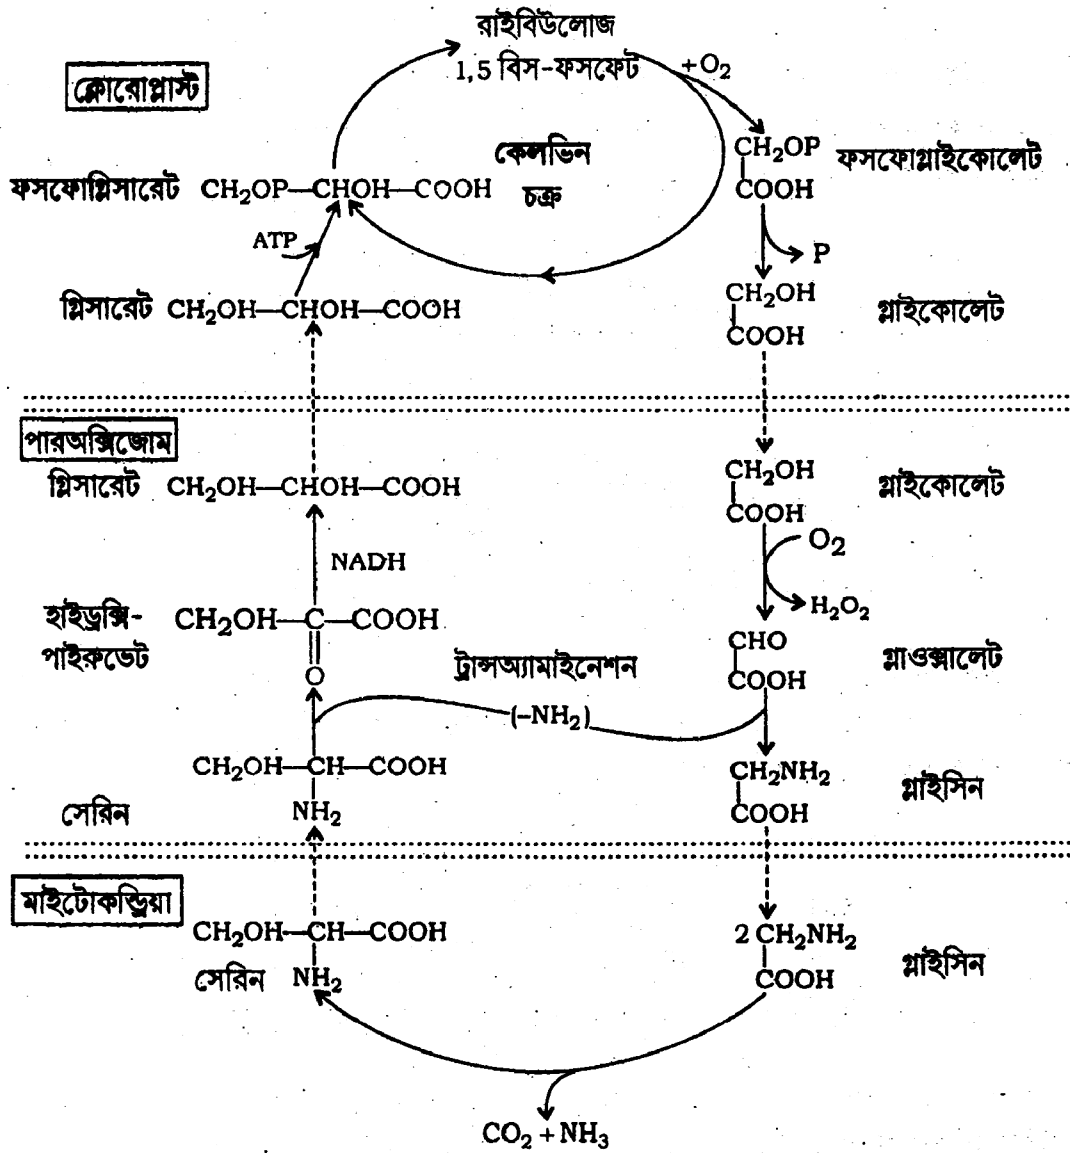 রাইবিউলোজ
1,5 বিস-ফসফেট
+O₂
ক্লোরোপ্লাস্ট
কেলভিন
চক্র
CH₂OP
COOH
ফসফোগ্লাইকোলেট
ফসফোগ্লিসারেট CH₂OP—CHOH—COOH
ATP
P
গ্লিসারেট CH₂OH—CHOH—COOH
CH₂OH
COOH
গ্লাইকোলেট
পারঅক্সিজোম
গ্লিসারেট CH₂OH—CHOH—COOH
CH₂OH
COOH
গ্লাইকোলেট
O₂
NADH
H₂O₂
হাইড্রক্সি-
পাইরুভেট
CH₂OH—C—COOH
O
CHO
COOH
গ্লাওক্সালেট
ট্রান্সঅ্যামাইনেশন
(–NH₂)
CH₂OH—CH—COOH
NH₂
সেরিন
CH₂NH₂
COOH
গ্লাইসিন
মাইটোকন্ড্রিয়া
CH₂OH—CH—COOH
সেরিন NH₂
2 CH₂NH₂
COOH
গ্লাইসিন
CO₂ + NH₃